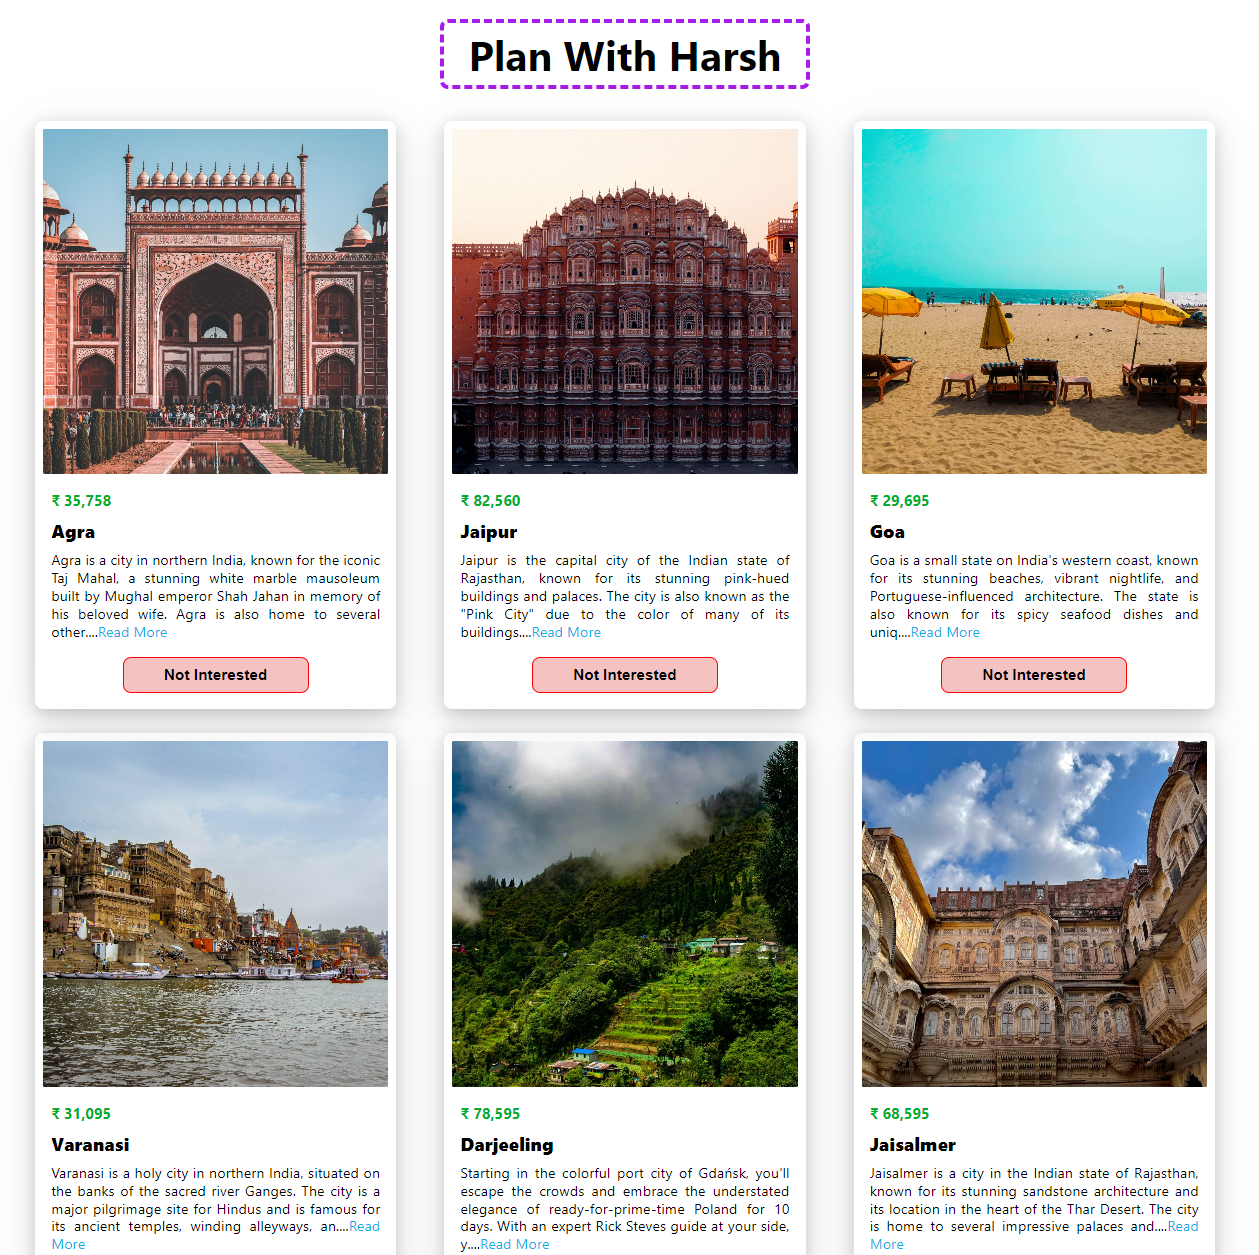 Plan With Harsh
₹ 35,758
Agra
Agra is a city in northern India, known for the iconic
Taj Mahal, a stunning white marble mausoleum
built by Mughal emperor Shah Jahan in memory of
his beloved wife. Agra is also home to several
other....Read More
Not Interested
₹ 82,560
Jaipur
Jaipur is the capital city of the Indian state of
Rajasthan, known for its stunning pink-hued
buildings and palaces. The city is also known as the
"Pink City" due to the color of many of its
buildings....Read More
Not Interested
₹ 29,695
Goa
Goa is a small state on India's western coast, known
for its stunning beaches, vibrant nightlife, and
Portuguese-influenced architecture. The state is
also known for its spicy seafood dishes and
uniq....Read More
Not Interested
₹ 31,095
Varanasi
Varanasi is a holy city in northern India, situated on
the banks of the sacred river Ganges. The city is a
major pilgrimage site for Hindus and is famous for
its ancient temples, winding alleyways, an....Read
More
₹ 78,595
Darjeeling
Starting in the colorful port city of Gdańsk, you'll
escape the crowds and embrace the understated
elegance of ready-for-prime-time Poland for 10
days. With an expert Rick Steves guide at your side,
y....Read More
₹ 68,595
Jaisalmer
Jaisalmer is a city in the Indian state of Rajasthan,
known for its stunning sandstone architecture and
its location in the heart of the Thar Desert. The city
is home to several impressive palaces and....Read
More